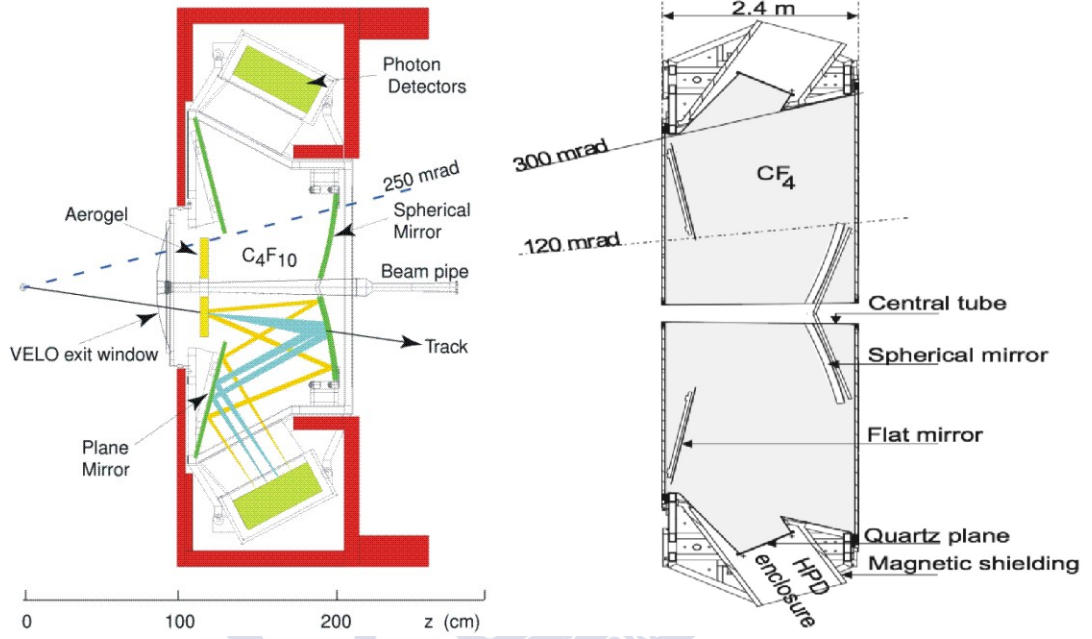 Photon
Detectors
250 mrad
Aerogel
Spherical
Mirror
C4F10
Beam pipe
VELO exit window
Track
Plane
Mirror
0
100
200
z (cm)
2.4 m
300 mrad
CF4
120 mrad
Central tube
Spherical mirror
Flat mirror
Quartz plane
Magnetic shielding
HPD
enclosure